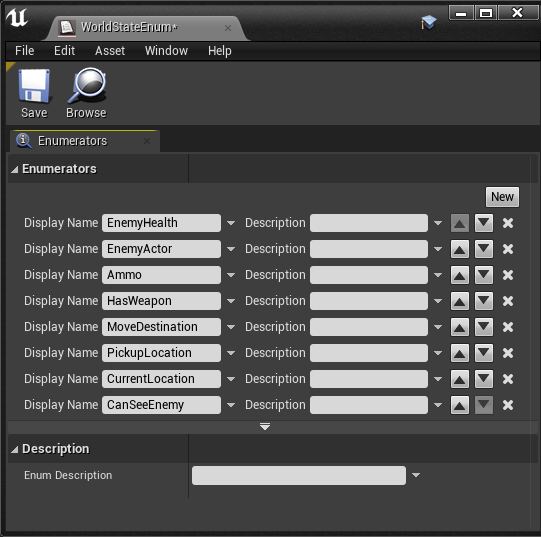 WorldStateEnum*
File Edit Asset Window Help
Save Browse
Enumerators
Enumerators
New
Display Name EnemyHealth Description
Display Name EnemyActor Description
Display Name Ammo Description
Display Name HasWeapon Description
Display Name MoveDestination Description
Display Name PickupLocation Description
Display Name CurrentLocation Description
Display Name CanSeeEnemy Description
Description
Enum Description